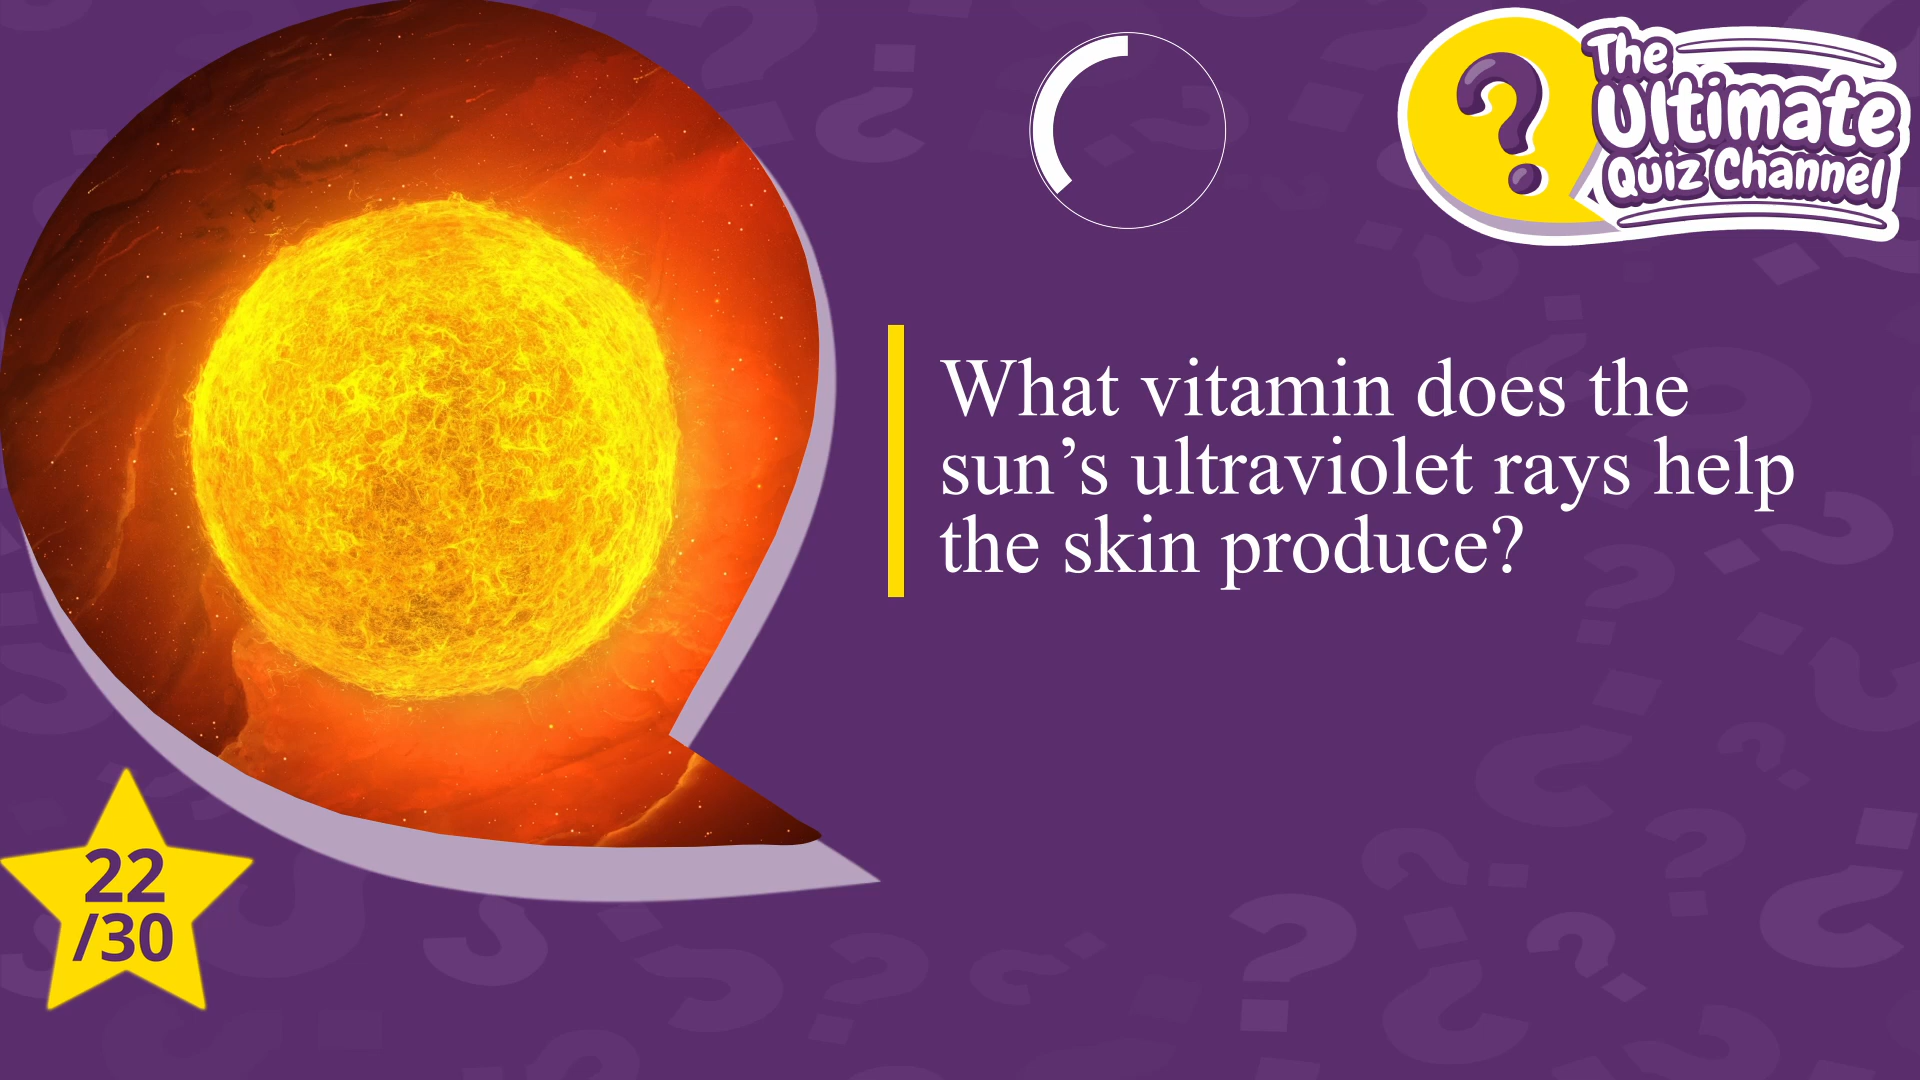 The
Ultimate
Quiz Channel
What vitamin does the
sun’s ultraviolet rays help
the skin produce?
22
/30